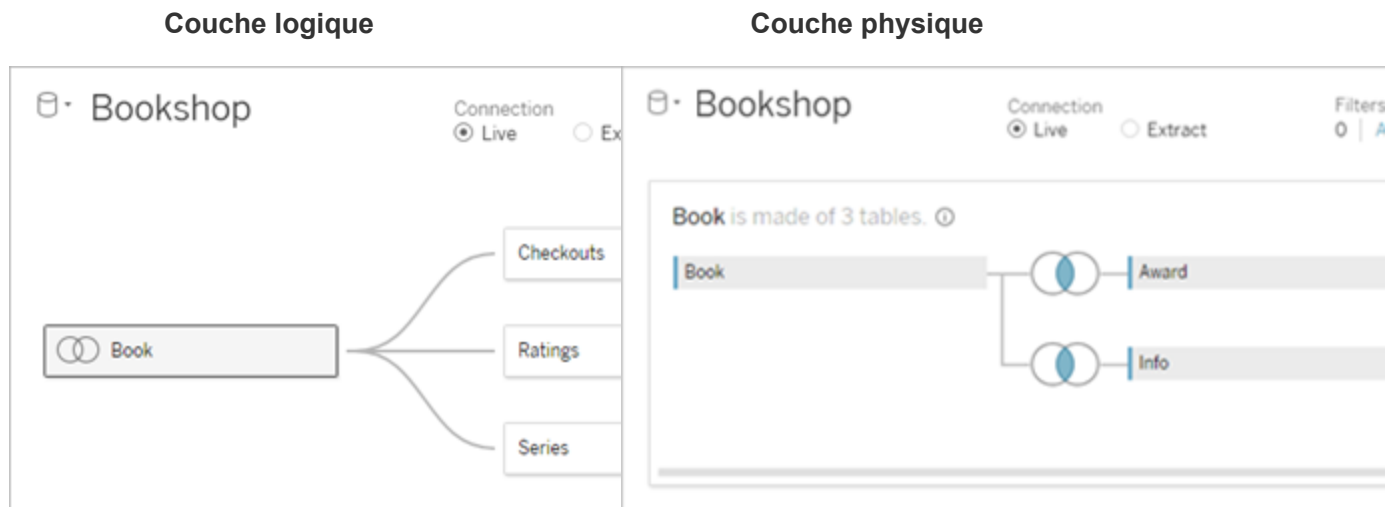 Couche logique
Couche physique
Bookshop
Connection
Live
Ex
Checkouts
Book
Ratings
Series
Bookshop
Connection
Live Extract
Filters
0 | A
Book is made of 3 tables.
Book
Award
Info